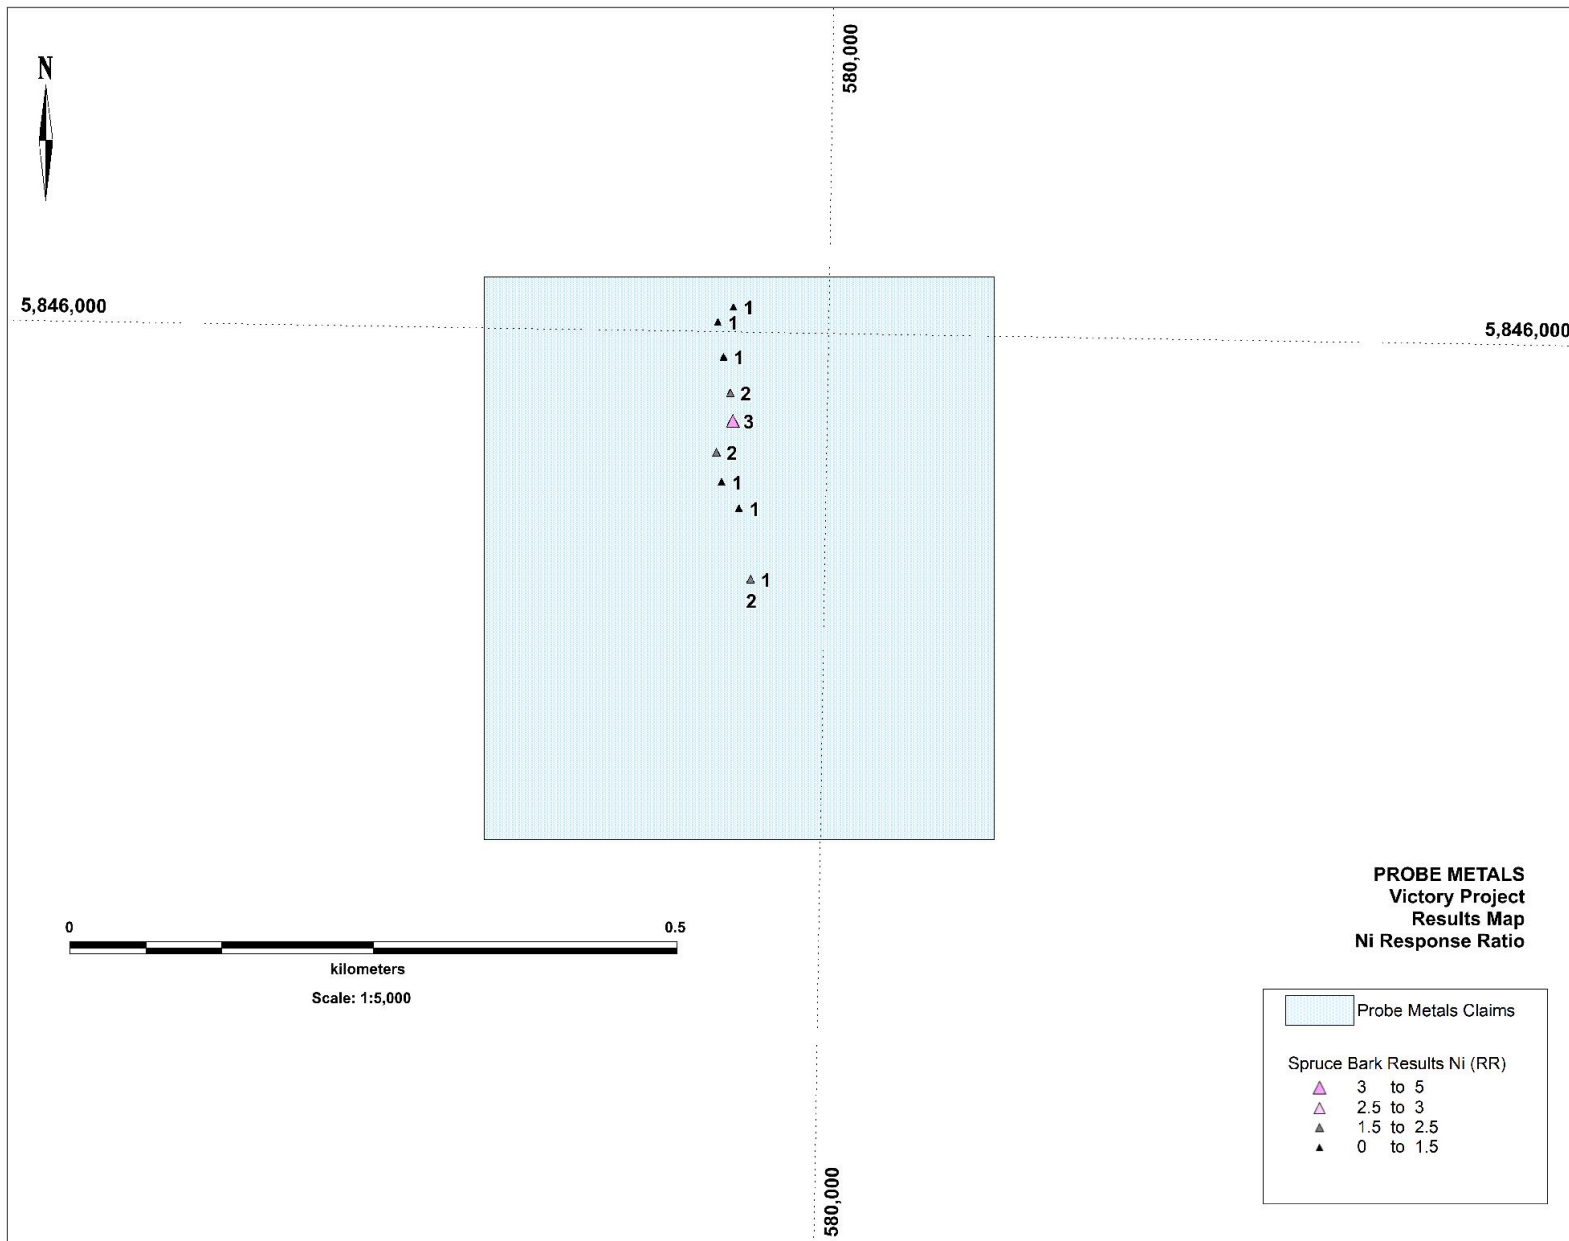 580,000
N
5,846,000
5,846,000
1
1
1
2
3
2
1
1
1
2
PROBE METALS
Victory Project
Results Map
Ni Response Ratio
0 0.5
kilometers
Scale: 1:5,000
Probe Metals Claims
Spruce Bark Results Ni (RR)
3 to 5
2.5 to 3
1.5 to 2.5
0 to 1.5
580,000